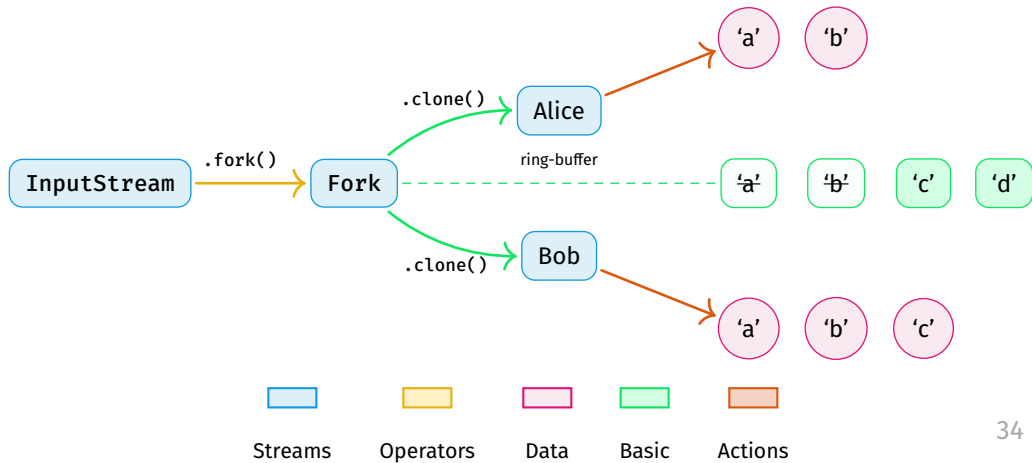 ‘a’ ‘b’
.clone()
Alice
.fork()
ring-buffer
InputStream
Fork
‘a’ ‘b’ ‘c’ ‘d’
.clone()
Bob
‘a’ ‘b’ ‘c’
Streams Operators Data Basic Actions
34